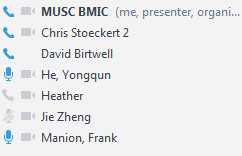 MUSC BMIC (me, presenter, organi...
Chris Stoeckert 2
David Birtwell
He, Yongqun
Heather
Jie Zheng
Manion, Frank